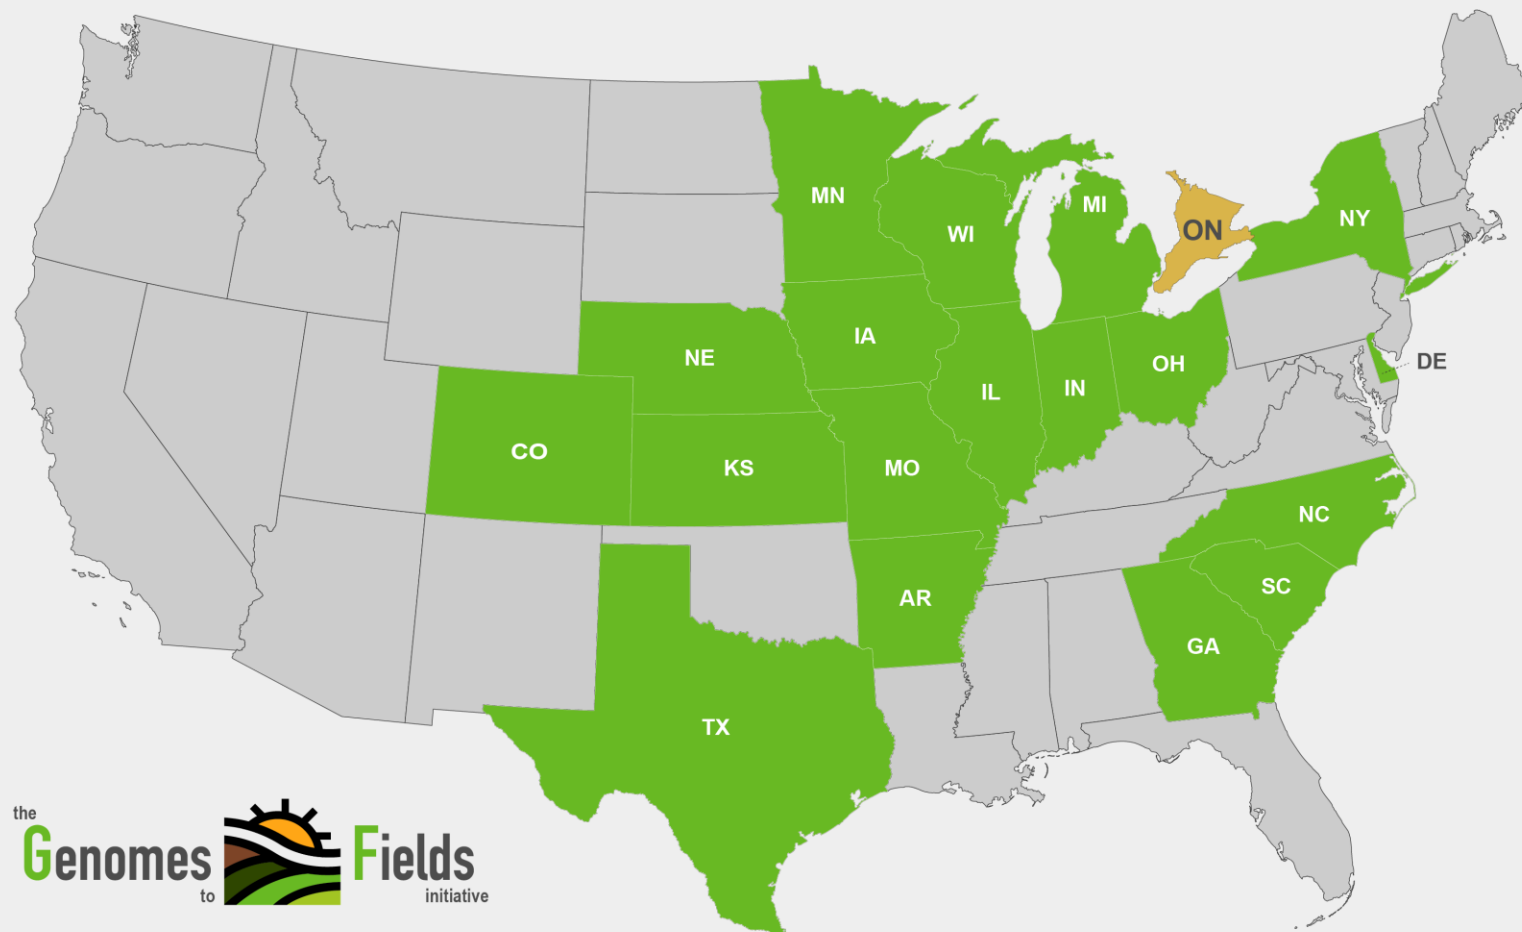 MN
WI
MI
ON
NY
NE
IA
IL
IN
OH
DE
CO
KS
MO
NC
AR
SC
GA
TX
the
Genomes
to
Fields
initiative